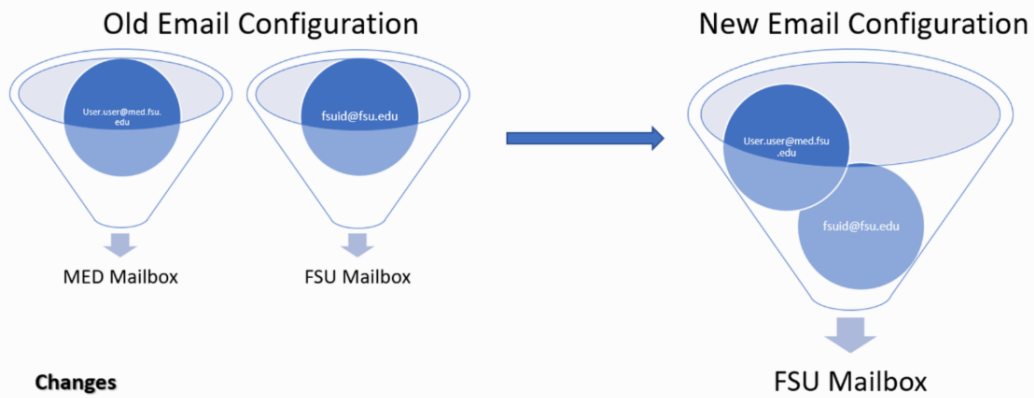 Old Email Configuration
User.user@med.fsu.
edu
fsuid@fsu.edu
MED Mailbox
FSU Mailbox
New Email Configuration
User.user@med.fsu
.edu
fsuid@fsu.edu
FSU Mailbox
Changes